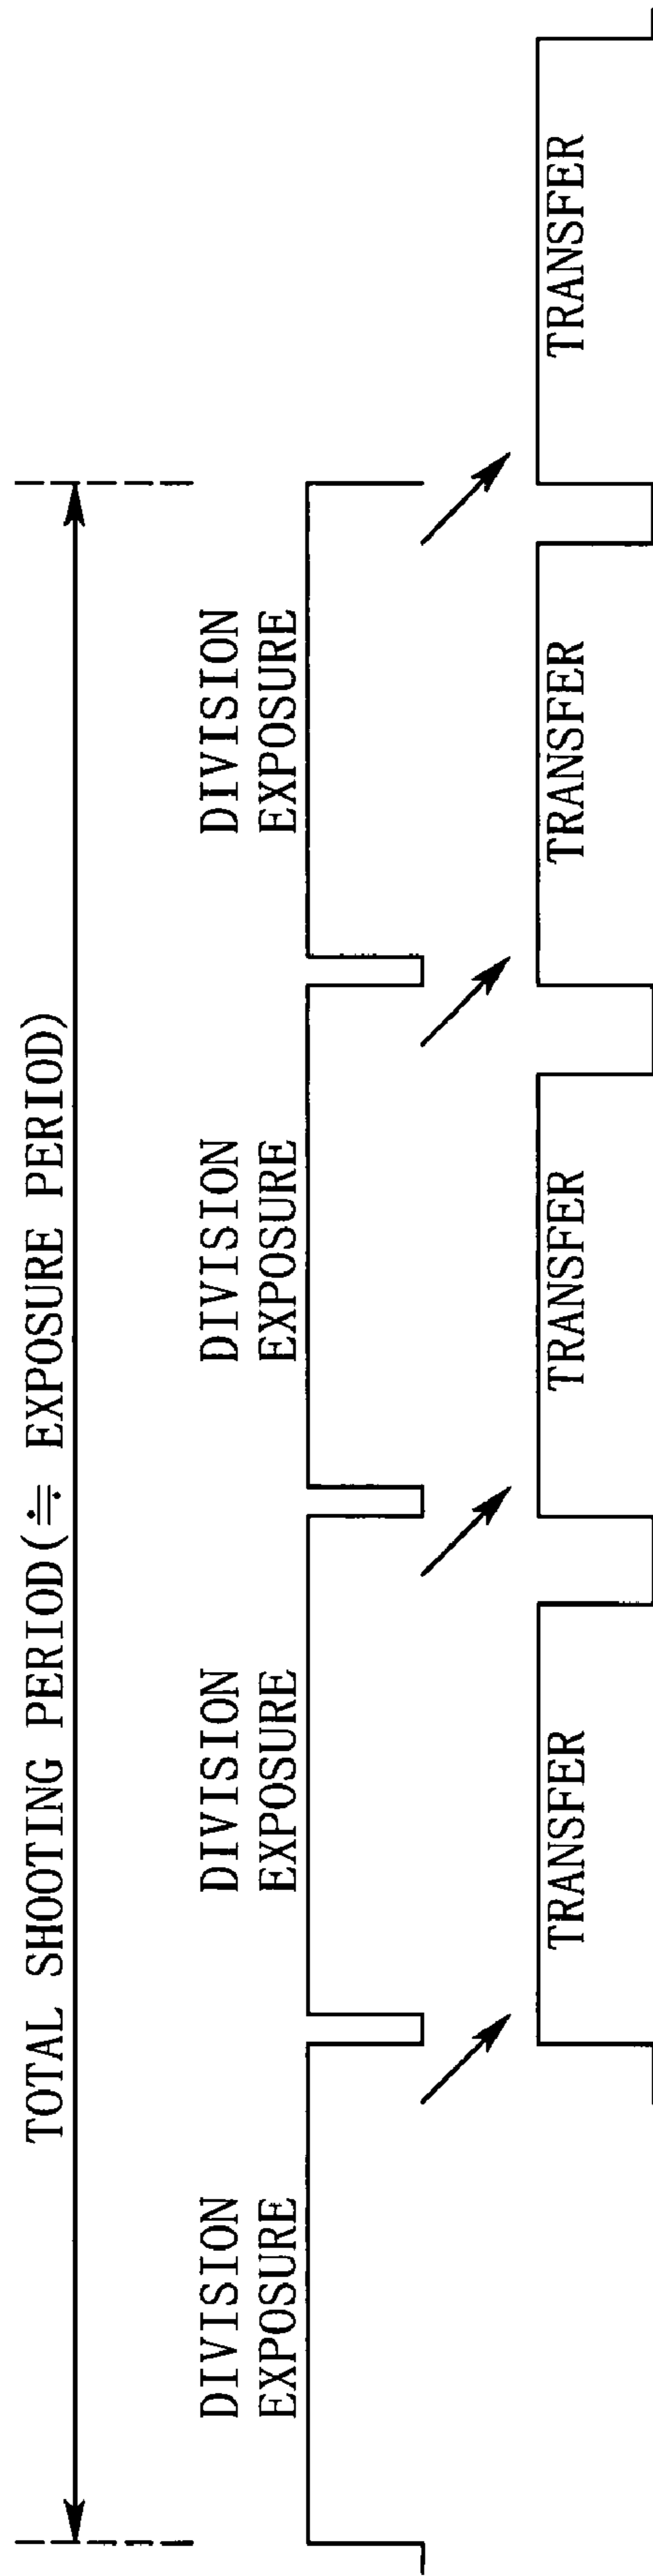 TOTAL SHOOTING PERIOD(≒ EXPOSURE PERIOD)
DIVISION
EXPOSURE
DIVISION
EXPOSURE
DIVISION
EXPOSURE
DIVISION
EXPOSURE
TRANSFER
TRANSFER
TRANSFER
TRANSFER